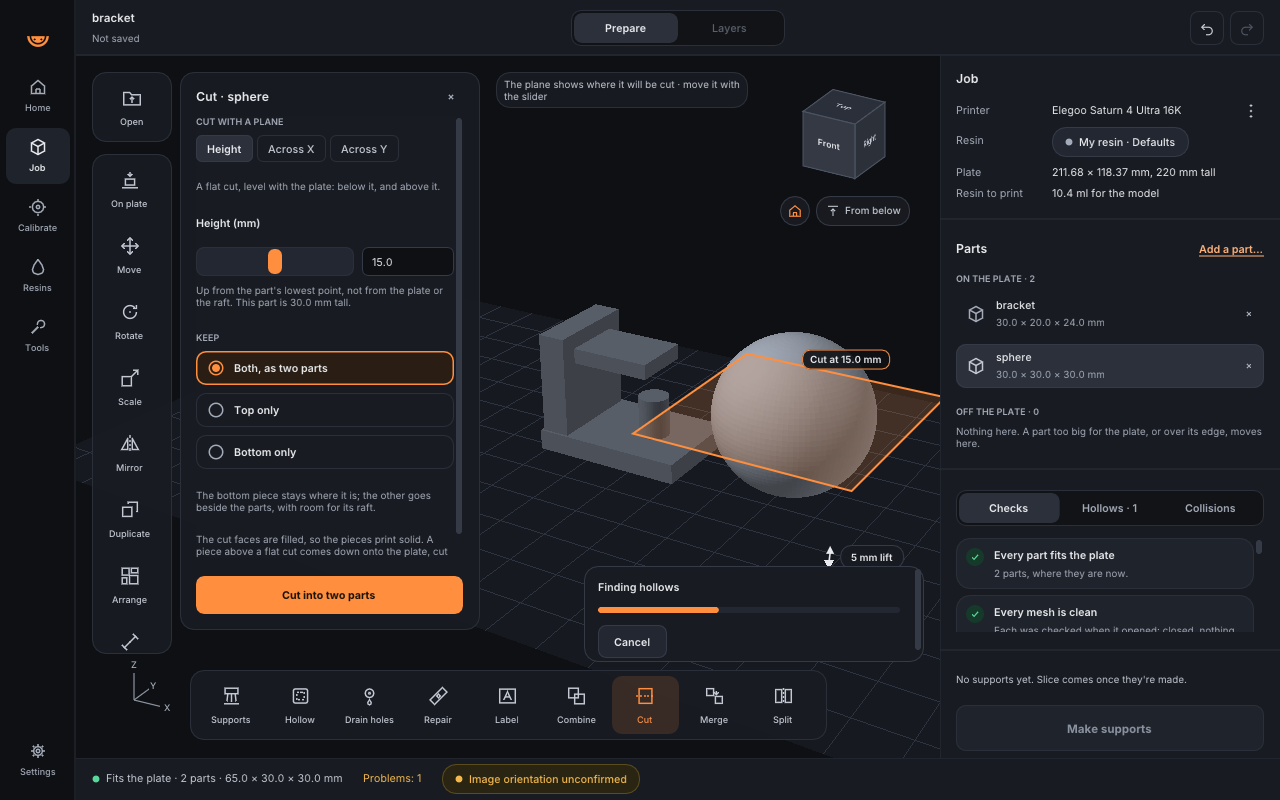 bracket
Not saved
Prepare
Layers
Home
Job
Calibrate
Resins
Tools
Settings
Open
On plate
Move
Rotate
Scale
Mirror
Duplicate
Arrange
Cut · sphere
×
CUT WITH A PLANE
Height
Across X
Across Y
A flat cut, level with the plate: below it, and above it.
Height (mm)
15.0
Up from the part's lowest point, not from the plate or
the raft. This part is 30.0 mm tall.
KEEP
Both, as two parts
Top only
Bottom only
The bottom piece stays where it is; the other goes
beside the parts, with room for its raft.
The cut faces are filled, so the pieces print solid. A
piece above a flat cut comes down onto the plate, cut
Cut into two parts
The plane shows where it will be cut · move it with
the slider
Top
Front
Right
From below
Cut at 15.0 mm
5 mm lift
Finding hollows
Cancel
Z
Y
X
Supports
Hollow
Drain holes
Repair
Label
Combine
Cut
Merge
Split
Job
Printer
Elegoo Saturn 4 Ultra 16K
Resin
My resin · Defaults
Plate
211.68 × 118.37 mm, 220 mm tall
Resin to print
10.4 ml for the model
Parts
Add a part...
ON THE PLATE · 2
bracket
30.0 × 20.0 × 24.0 mm
×
sphere
30.0 × 30.0 × 30.0 mm
×
OFF THE PLATE · 0
Nothing here. A part too big for the plate, or over its edge, moves
here.
Checks
Hollows · 1
Collisions
Every part fits the plate
2 parts, where they are now.
Every mesh is clean
Each was checked when it opened: closed, nothing
No supports yet. Slice comes once they're made.
Make supports
Fits the plate · 2 parts · 65.0 × 30.0 × 30.0 mm
Problems: 1
Image orientation unconfirmed